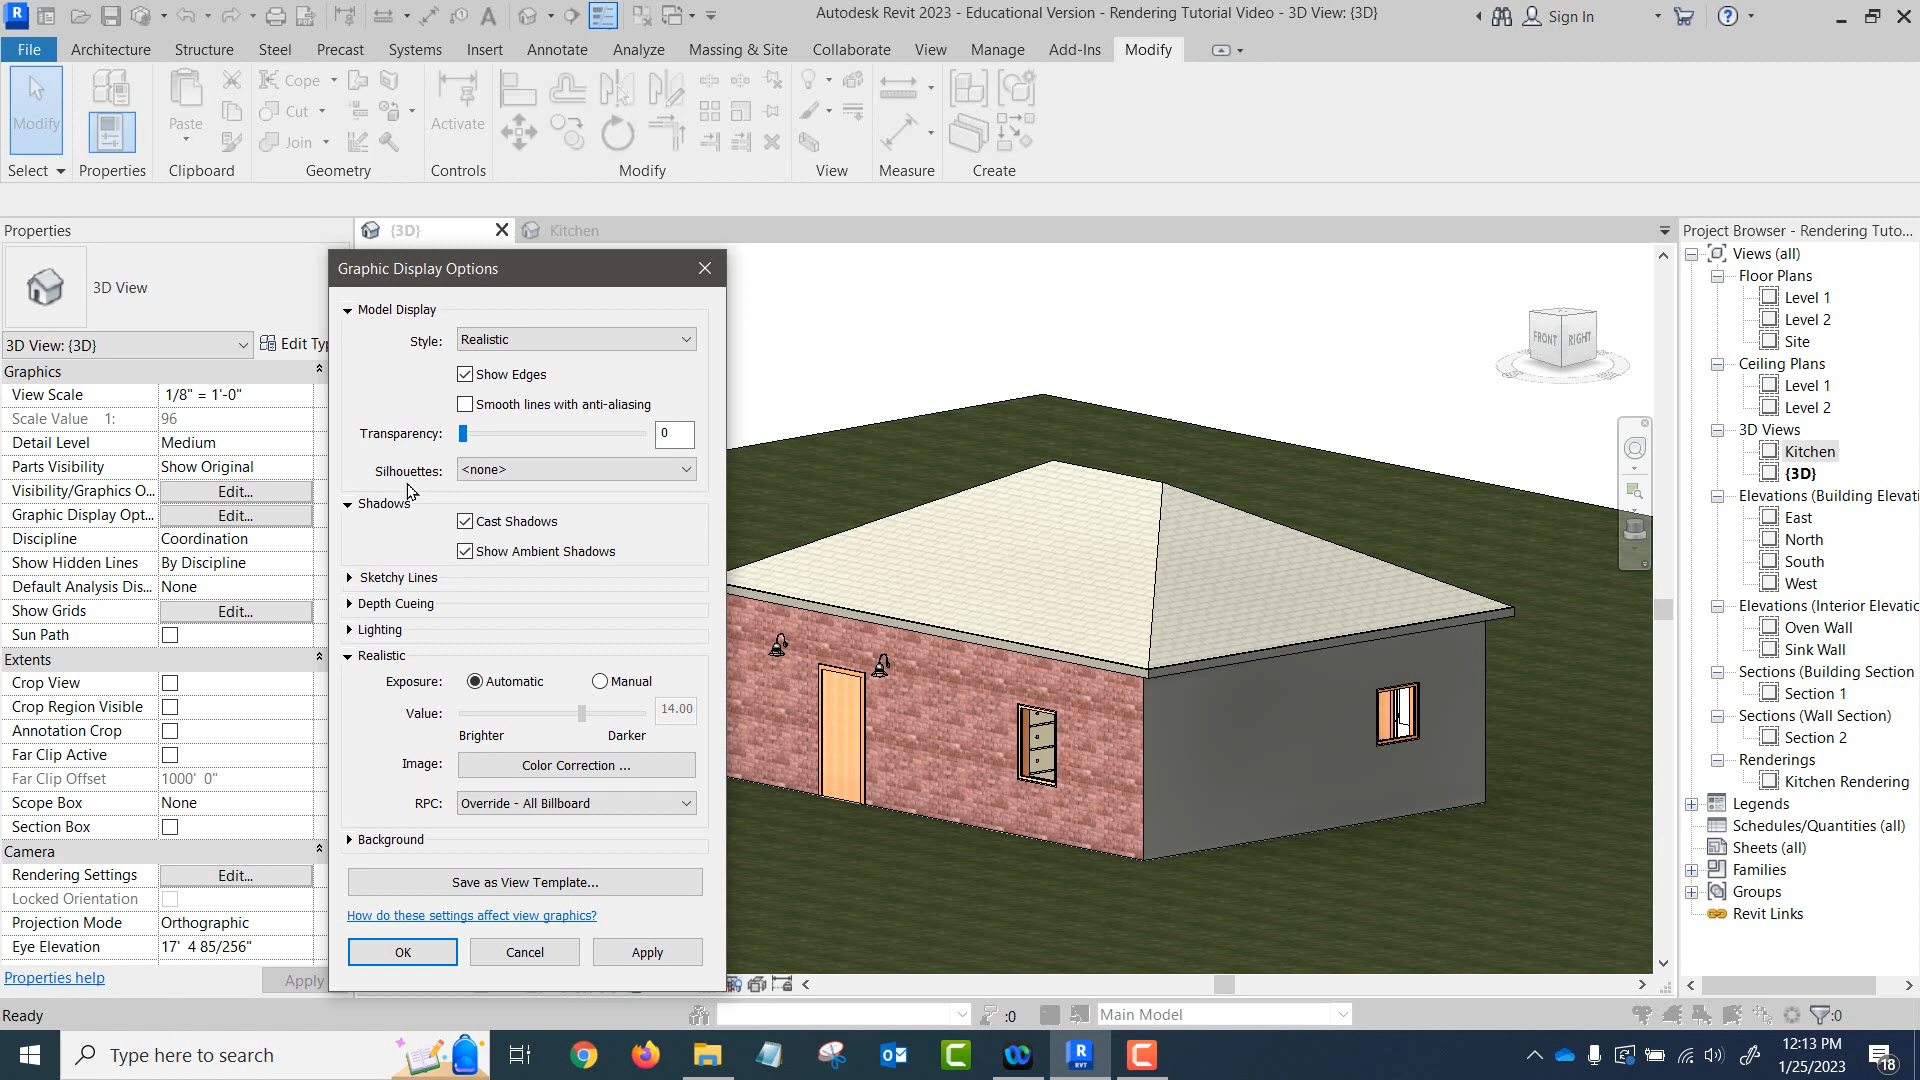 Autodesk Revit 2023 - Educational Version - Rendering Tutorial Video - 3D View: {3D}
Sign In
File Architecture Structure Steel Precast Systems Insert Annotate Analyze Massing & Site Collaborate View Manage Add-Ins Modify
Modify
Paste
Cope
Cut
Join
Activate
Select Properties Clipboard Geometry Controls Modify View Measure Create
Properties
3D View
3D View: {3D}
Edit Typ
Graphics
View Scale 1/8" = 1'-0"
Scale Value 1: 96
Detail Level Medium
Parts Visibility Show Original
Visibility/Graphics O... Edit...
Graphic Display Opt... Edit...
Discipline Coordination
Show Hidden Lines By Discipline
Default Analysis Dis... None
Show Grids Edit...
Sun Path
Extents
Crop View
Crop Region Visible
Annotation Crop
Far Clip Active
Far Clip Offset 1000' 0"
Scope Box None
Section Box
Camera
Rendering Settings Edit...
Locked Orientation
Projection Mode Orthographic
Eye Elevation 17' 4 85/256"
Properties help
Apply
{3D}
Kitchen
Graphic Display Options
Model Display
Style: Realistic
Show Edges
Smooth lines with anti-aliasing
Transparency: 0
Silhouettes: <none>
Shadows
Cast Shadows
Show Ambient Shadows
Sketchy Lines
Depth Cueing
Lighting
Realistic
Exposure: Automatic Manual
Value: 14.00
Brighter Darker
Image: Color Correction ...
RPC: Override - All Billboard
Background
Save as View Template...
How do these settings affect view graphics?
OK Cancel Apply
FRONT RIGHT
Project Browser - Rendering Tuto...
Views (all)
Floor Plans
Level 1
Level 2
Site
Ceiling Plans
Level 1
Level 2
3D Views
Kitchen
{3D}
Elevations (Building Elevati
East
North
South
West
Elevations (Interior Elevatic
Oven Wall
Sink Wall
Sections (Building Section
Section 1
Sections (Wall Section)
Section 2
Renderings
Kitchen Rendering
Legends
Schedules/Quantities (all)
Sheets (all)
Families
Groups
Revit Links
Ready
:0
Main Model
:0
Type here to search
R
RVT
12:13 PM
1/25/2023
18